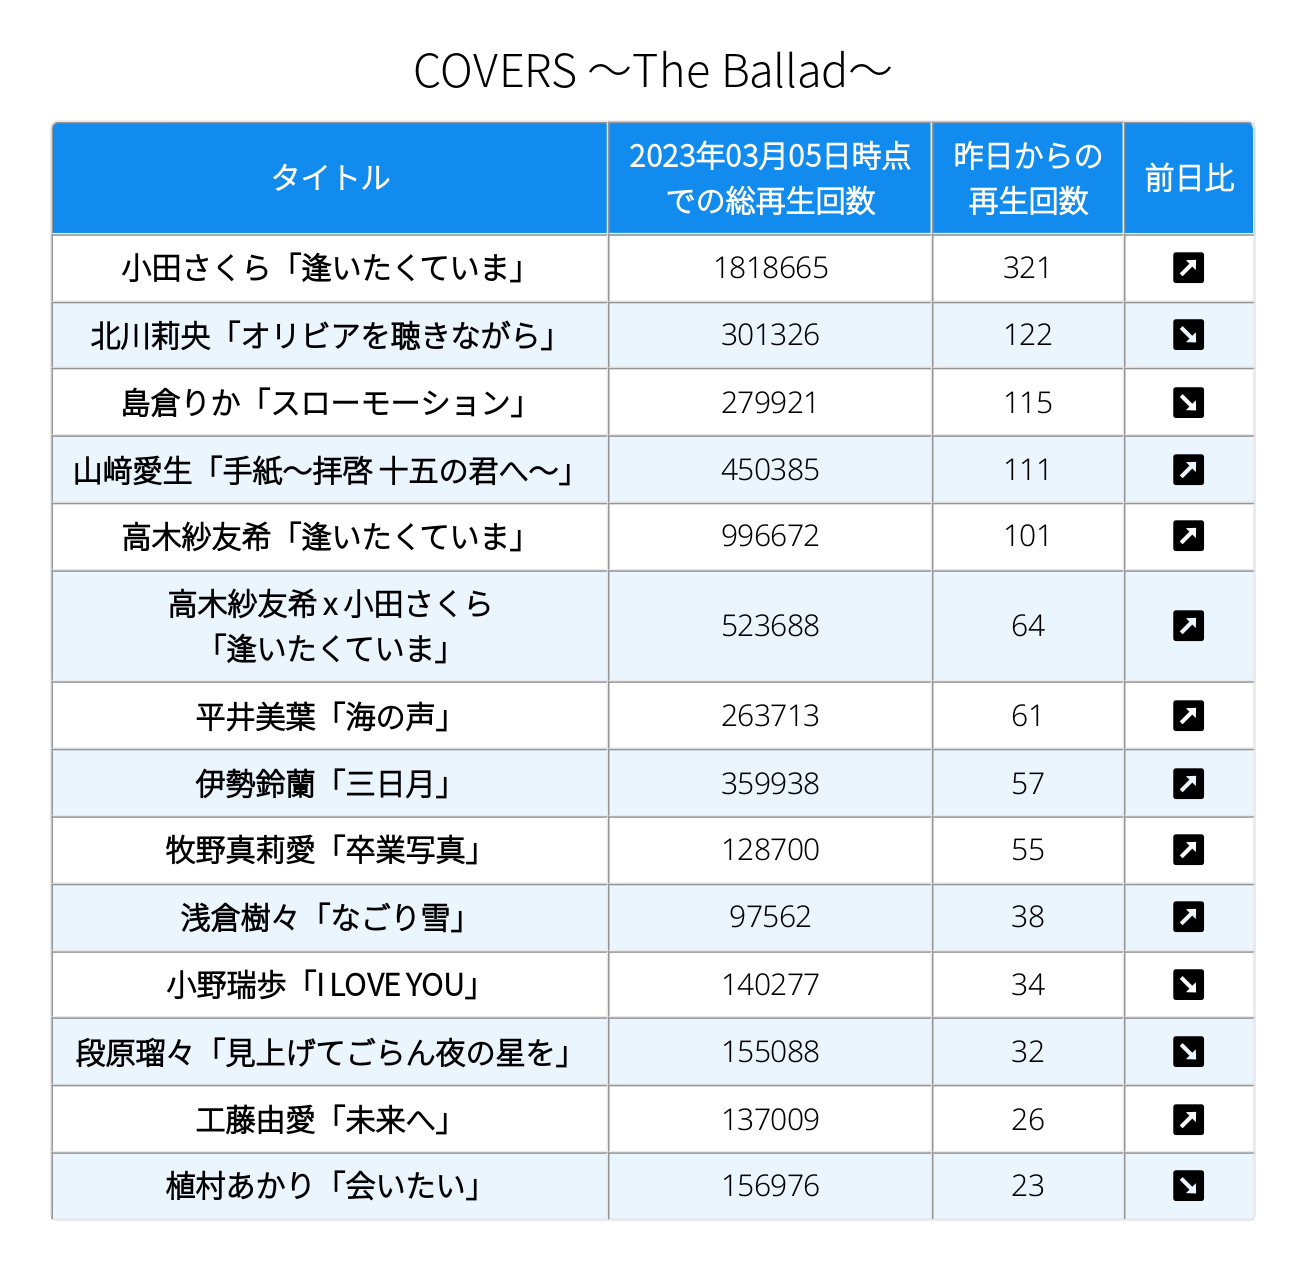 COVERS ～The Ballad～
タイトル
2023年03月05日時点
での総再生回数
昨日からの
再生回数
前日比
小田さくら「逢いたくていま」 1818665 321 ↗
北川莉央「オリビアを聴きながら」 301326 122 ↘
島倉りか「スローモーション」 279921 115 ↘
山﨑愛生「手紙～拝啓 十五の君へ～」 450385 111 ↗
高木紗友希「逢いたくていま」 996672 101 ↗
高木紗友希 x 小田さくら
「逢いたくていま」 523688 64 ↗
平井美葉「海の声」 263713 61 ↗
伊勢鈴蘭「三日月」 359938 57 ↗
牧野真莉愛「卒業写真」 128700 55 ↗
浅倉樹々「なごり雪」 97562 38 ↗
小野瑞歩「I LOVE YOU」 140277 34 ↘
段原瑠々「見上げてごらん夜の星を」 155088 32 ↘
工藤由愛「未来へ」 137009 26 ↗
植村あかり「会いたい」 156976 23 ↘